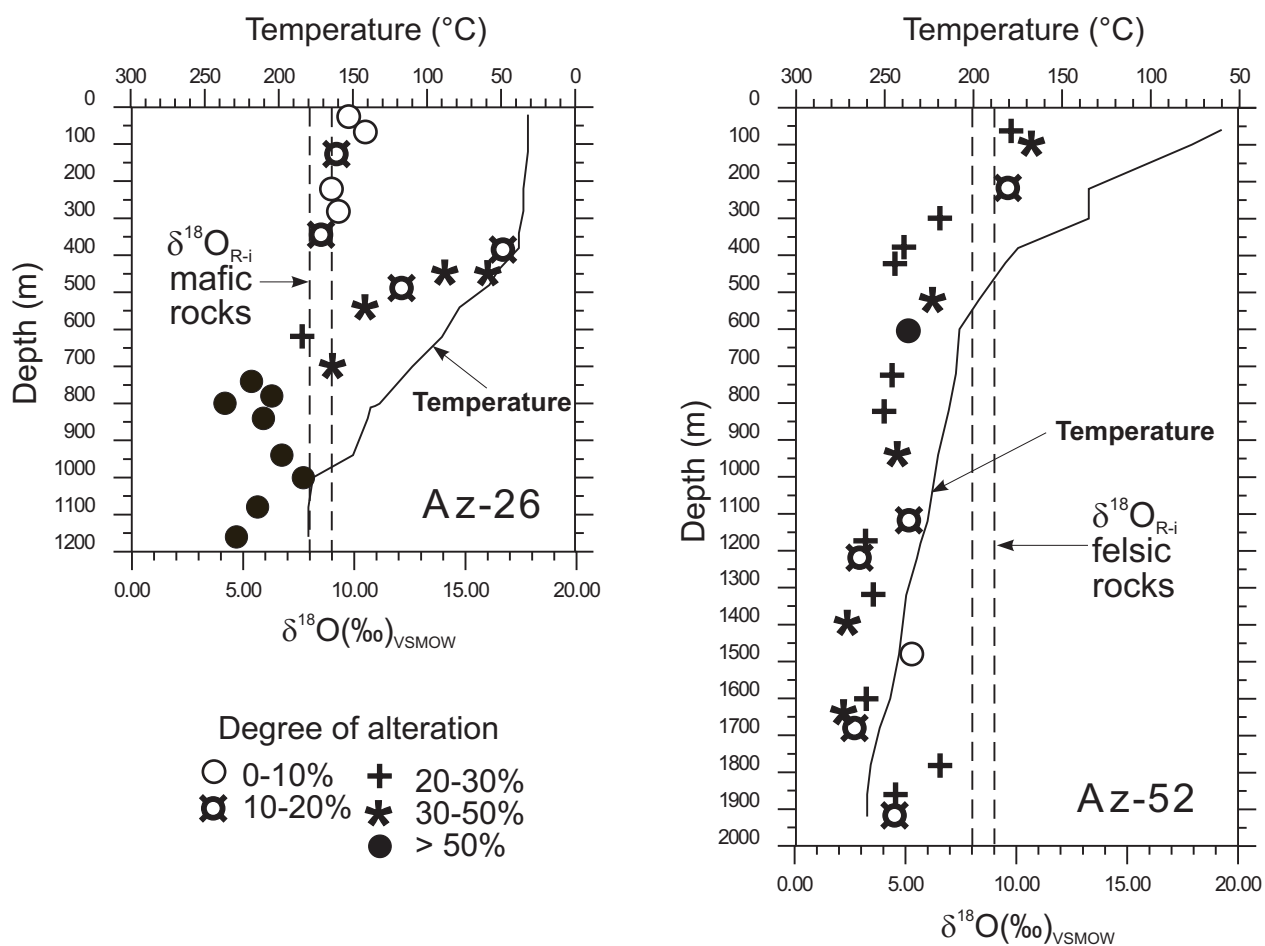 Temperature (°C)
300 250 200 150 100 50 0
0
100
200
300
400
500
600
700
800
900
1000
1100
1200
Depth (m)
δ¹⁸O_R-i
mafic
rocks
Temperature
Az-26
0.00 5.00 10.00 15.00 20.00
δ¹⁸O(‰)VSMOW
Degree of alteration
0-10%
10-20%
20-30%
30-50%
> 50%
Temperature (°C)
300 250 200 150 100 50
0
100
200
300
400
500
600
700
800
900
1000
1100
1200
1300
1400
1500
1600
1700
1800
1900
2000
Depth (m)
Temperature
δ¹⁸O_R-i
felsic
rocks
Az-52
0.00 5.00 10.00 15.00 20.00
δ¹⁸O(‰)VSMOW